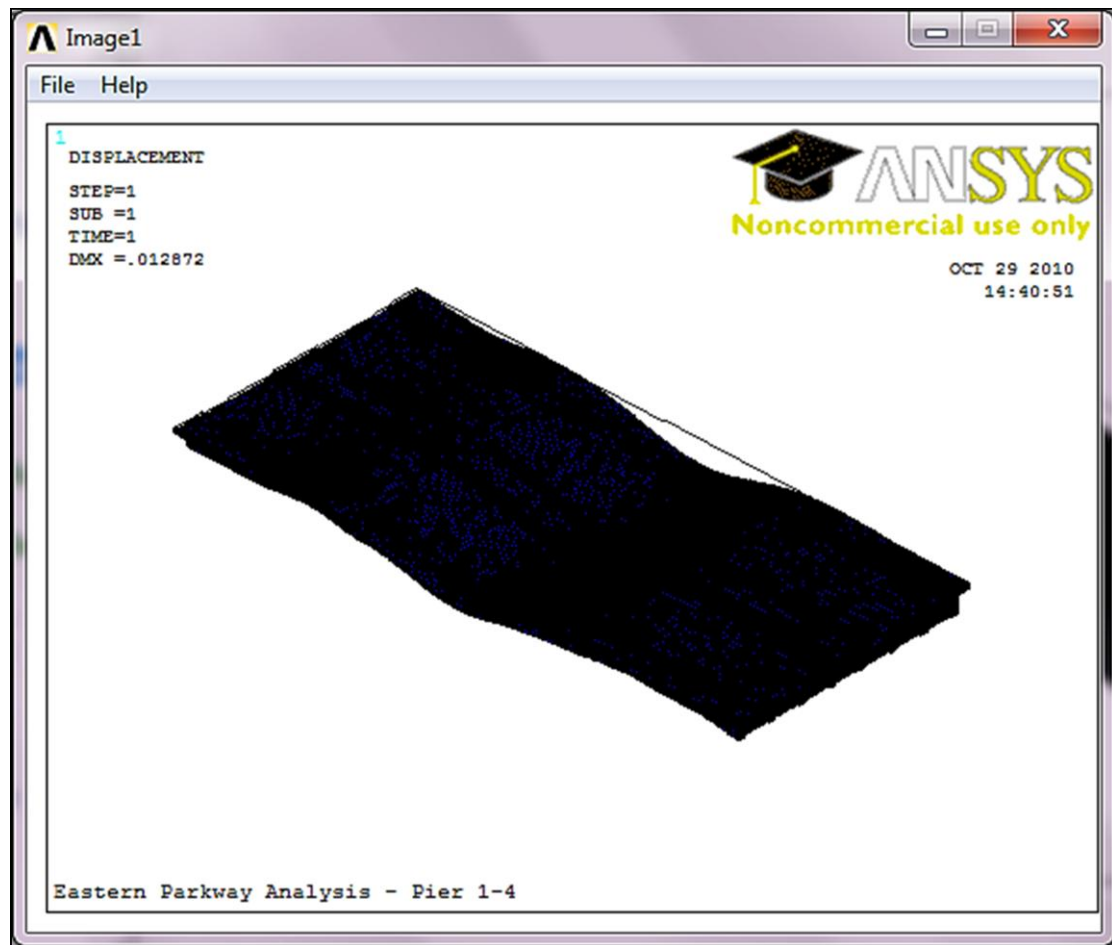 Image1
File Help
1
DISPLACEMENT
STEP=1
SUB =1
TIME=1
DMX =.012872
ANSYS
Noncommercial use only
OCT 29 2010
14:40:51
Eastern Parkway Analysis - Pier 1-4